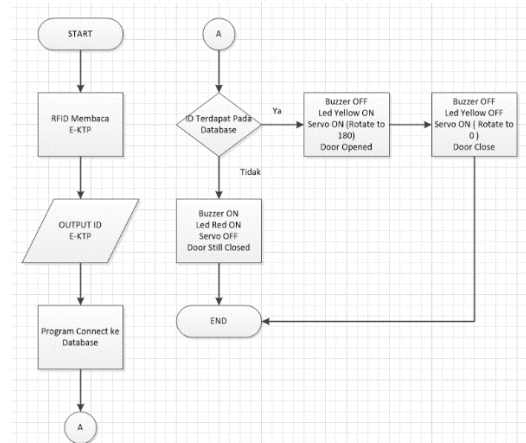 START
RFID Membaca
E-KTP
OUTPUT ID
E-KTP
Program Connect ke
Database
A
A
ID Terdapat Pada
Database
Ya
Tidak
Buzzer OFF
Led Yellow ON
Servo ON (Rotate to
180)
Door Opened
Buzzer OFF
Led Yellow OFF
Servo ON ( Rotate to
0 )
Door Close
Buzzer ON
Led Red ON
Servo OFF
Door Still Closed
END